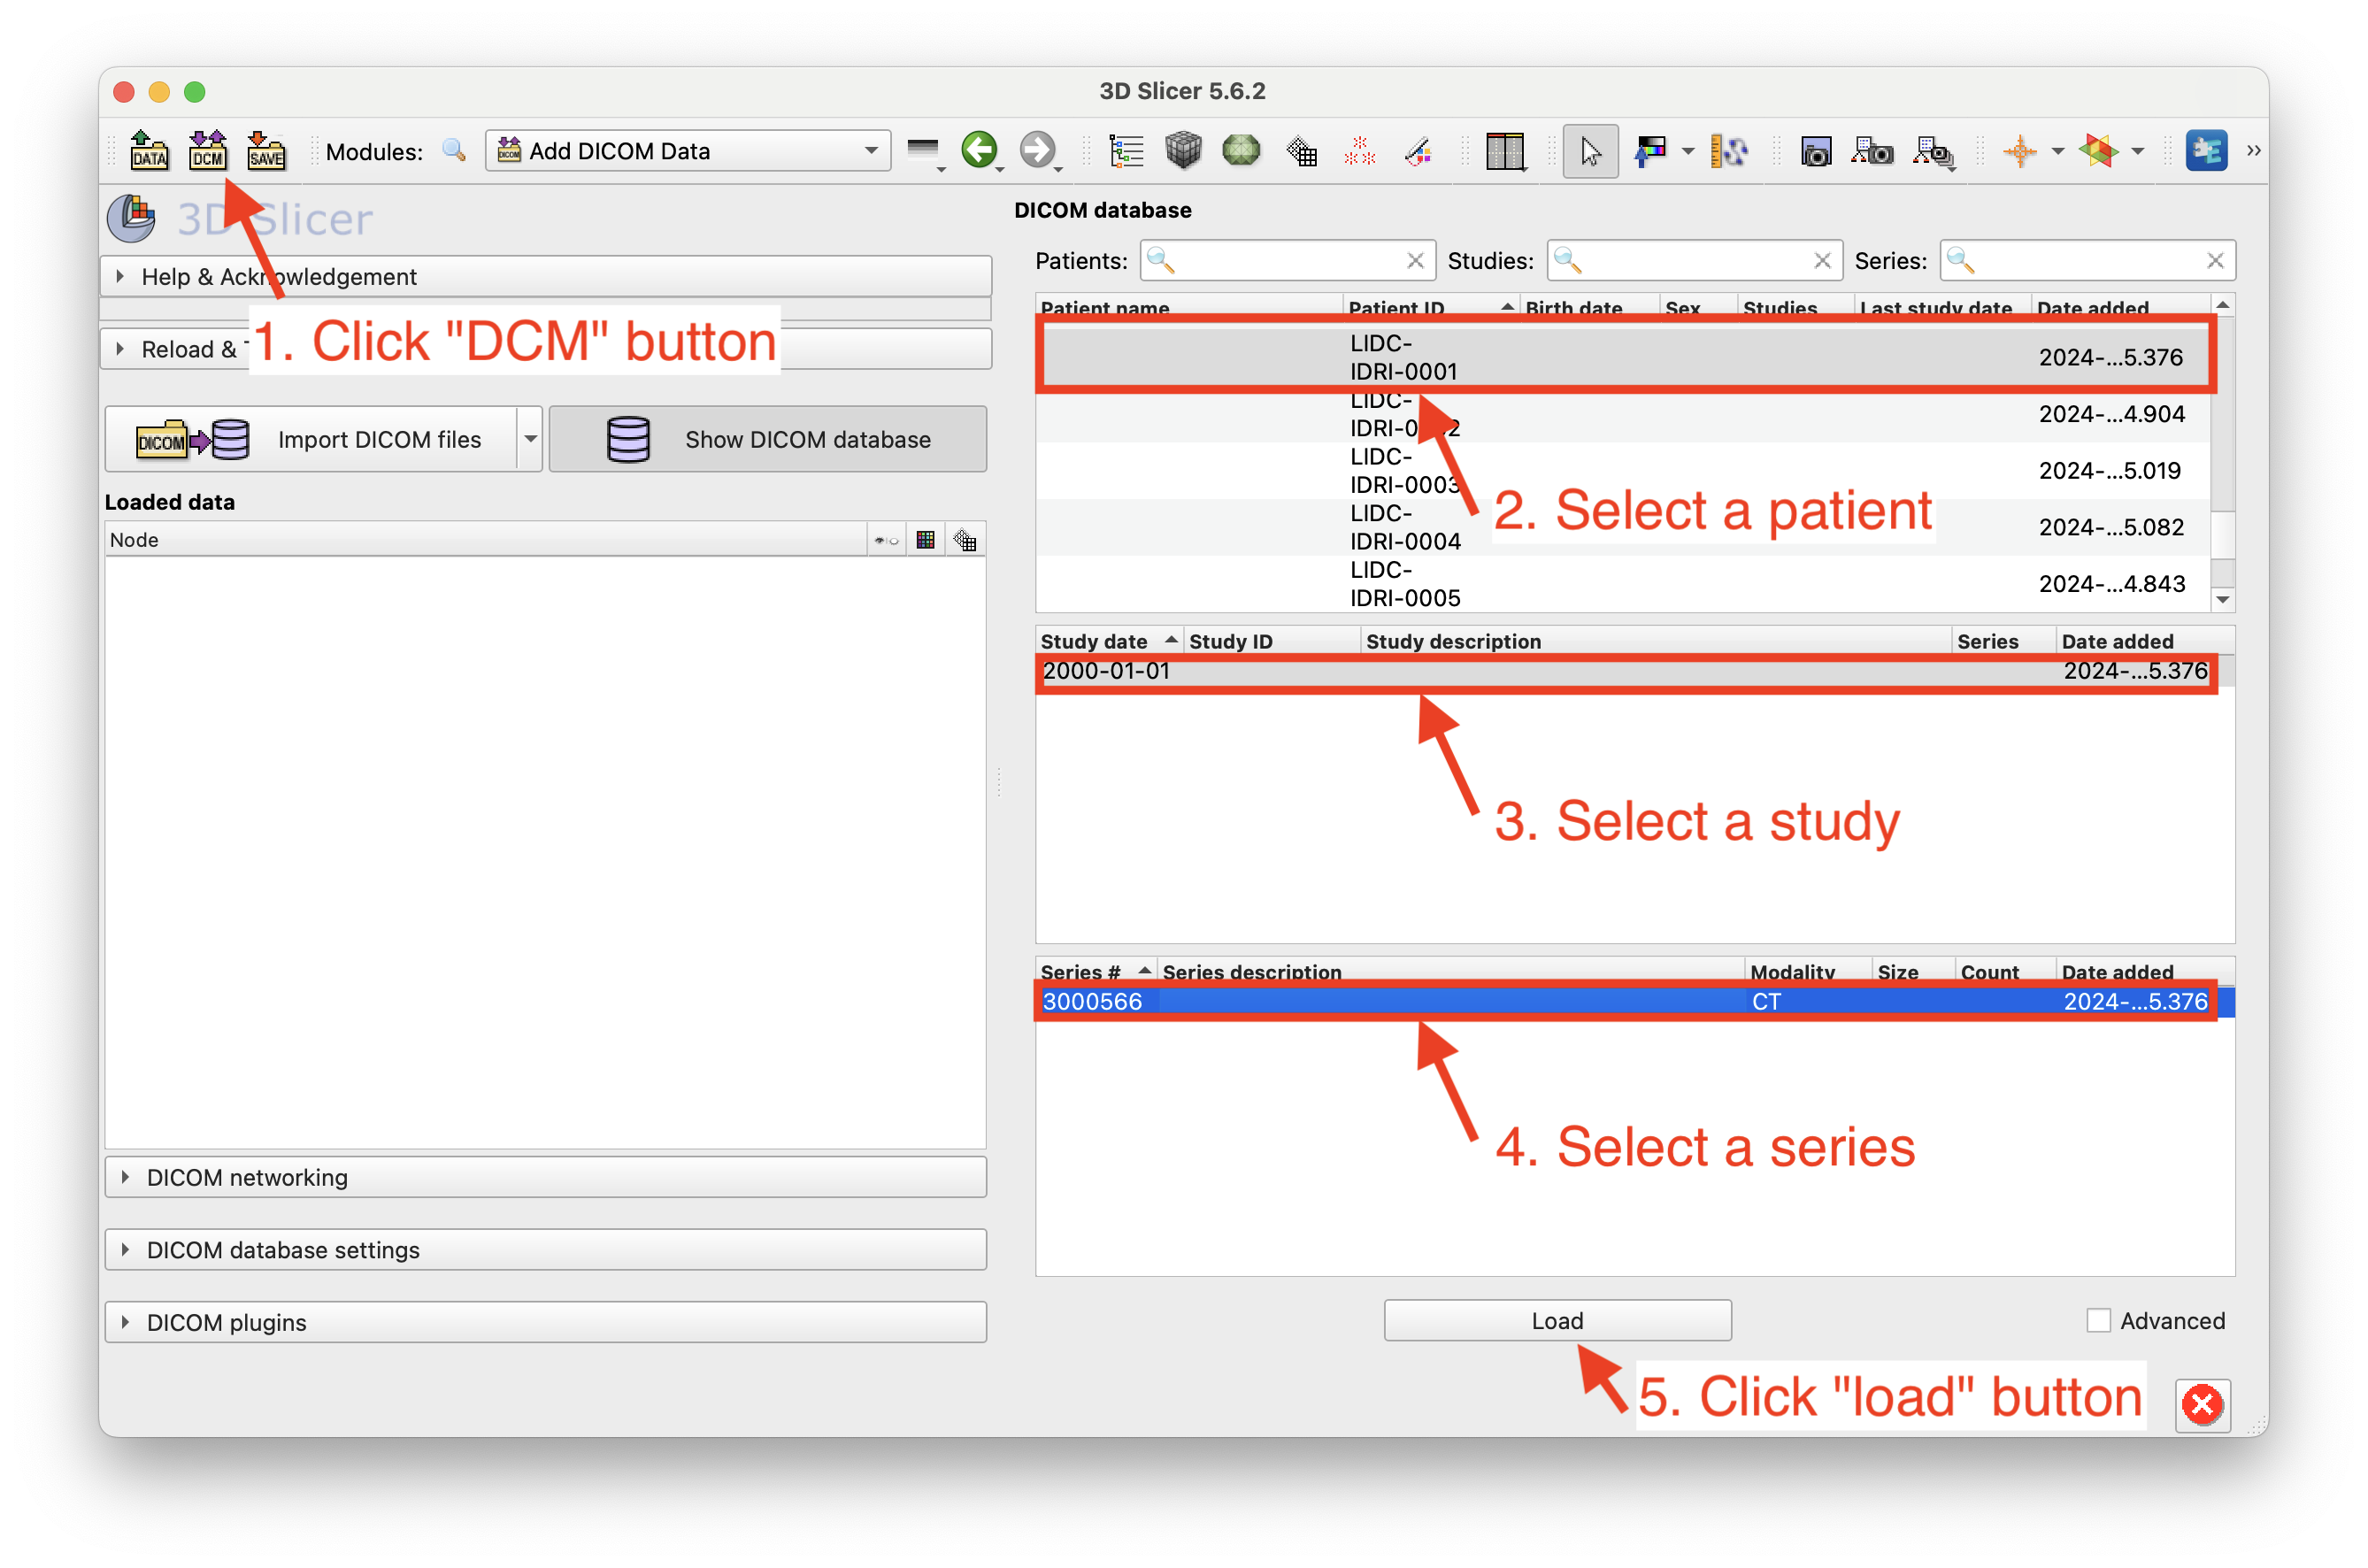 3D Slicer 5.6.2
DATA DCM SAVE Modules: DICOM Add DICOM Data
3D Slicer
Help & Acknowledgement
1. Click "DCM" button
Reload &
DICOM Import DICOM files Show DICOM database
Loaded data
Node
DICOM networking
DICOM database settings
DICOM plugins
DICOM database
Patients: Studies: Series:
Patient name Patient ID Birth date Sex Studies Last study date Date added
LIDC-
IDRI-0001 2024-...5.376
LIDC-
IDRI-0 2 2024-...4.904
LIDC-
IDRI-0003 2024-...5.019
2. Select a patient
LIDC-
IDRI-0004 2024-...5.082
LIDC-
IDRI-0005 2024-...4.843
Study date Study ID Study description Series Date added
2000-01-01 2024-...5.376
3. Select a study
Series # Series description Modality Size Count Date added
3000566 CT 2024-...5.376
4. Select a series
Load Advanced
5. Click "load" button